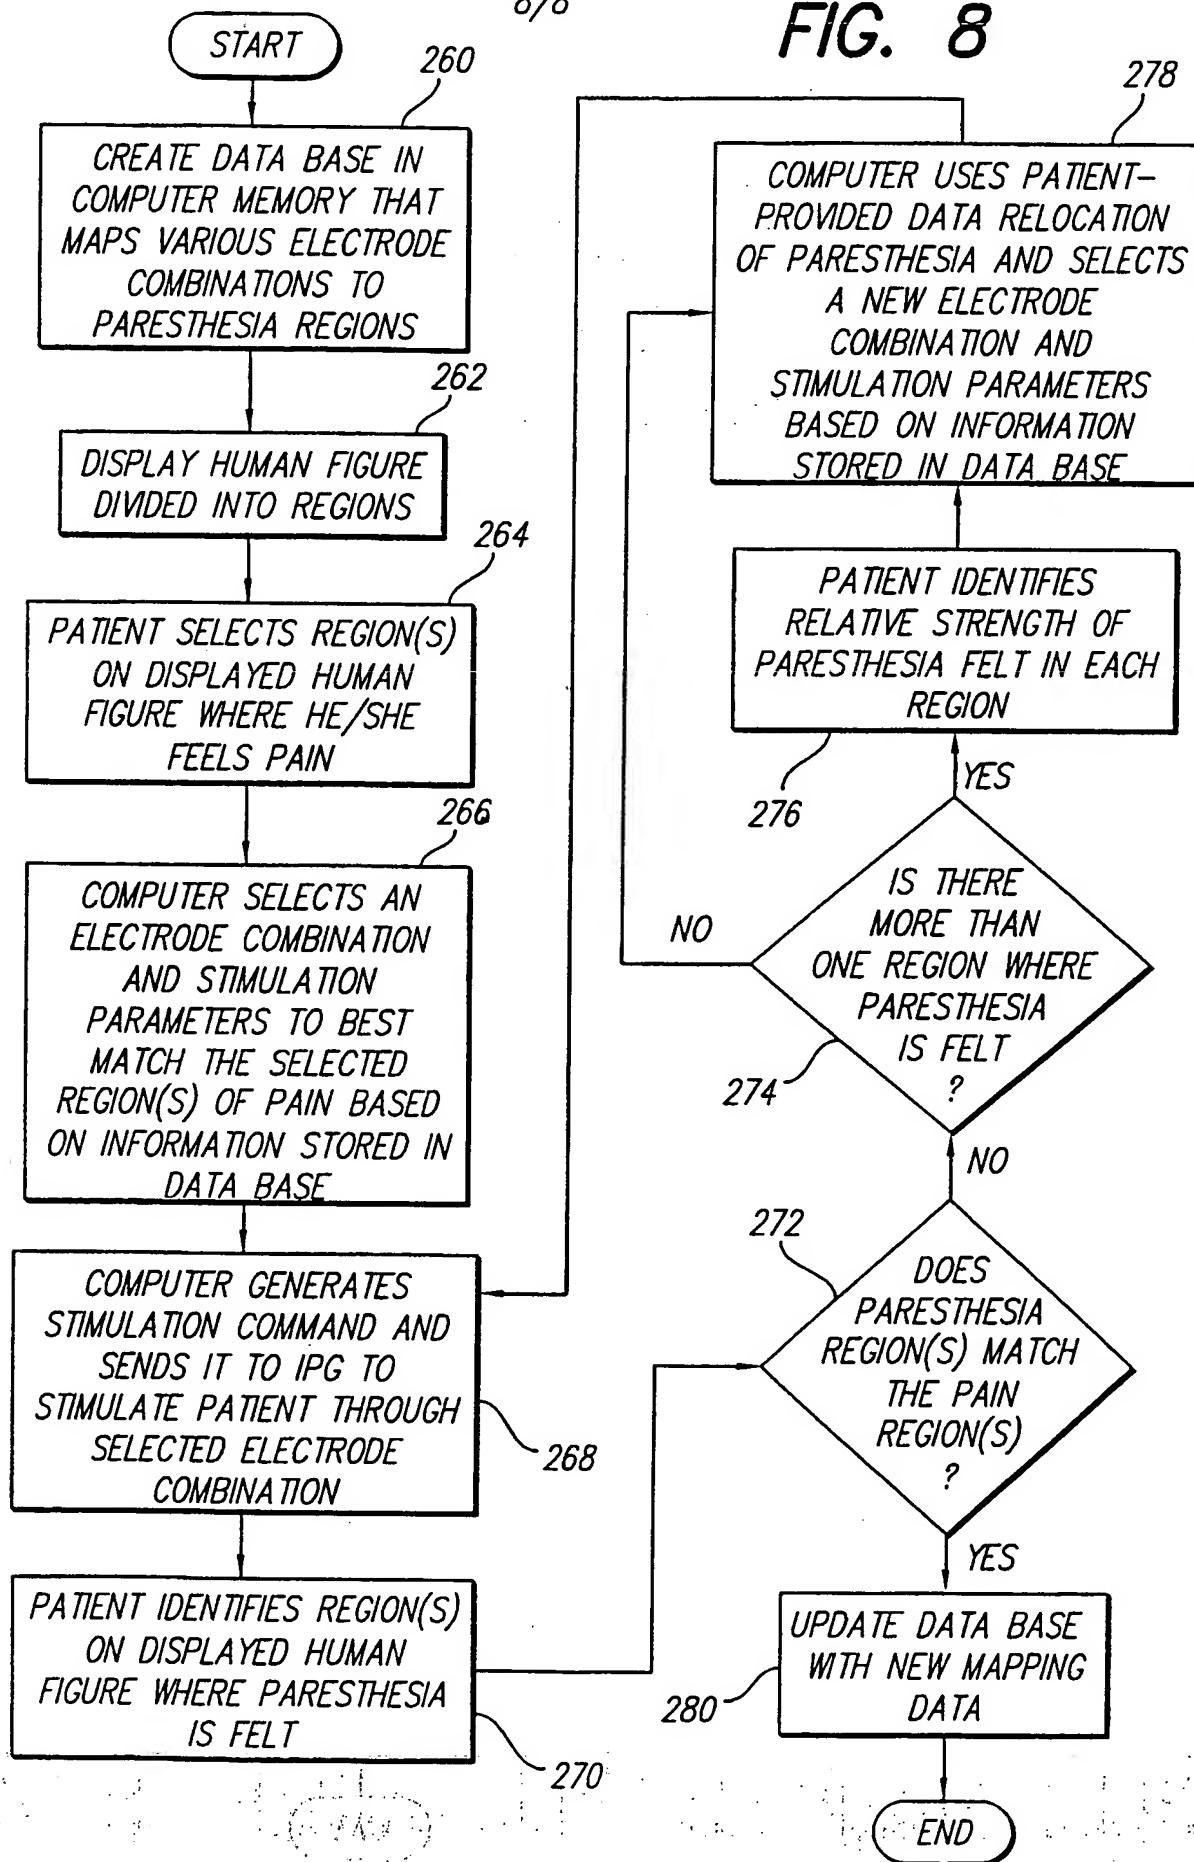 8/8
FIG. 8
START
260
CREATE DATA BASE IN
COMPUTER MEMORY THAT
MAPS VARIOUS ELECTRODE
COMBINATIONS TO
PARESTHESIA REGIONS
262
DISPLAY HUMAN FIGURE
DIVIDED INTO REGIONS
264
PATIENT SELECTS REGION(S)
ON DISPLAYED HUMAN
FIGURE WHERE HE/SHE
FEELS PAIN
266
COMPUTER SELECTS AN
ELECTRODE COMBINATION
AND STIMULATION
PARAMETERS TO BEST
MATCH THE SELECTED
REGION(S) OF PAIN BASED
ON INFORMATION STORED IN
DATA BASE
COMPUTER GENERATES
STIMULATION COMMAND AND
SENDS IT TO IPG TO
STIMULATE PATIENT THROUGH
SELECTED ELECTRODE
COMBINATION
268
PATIENT IDENTIFIES REGION(S)
ON DISPLAYED HUMAN
FIGURE WHERE PARESTHESIA
IS FELT
270
278
COMPUTER USES PATIENT-
PROVIDED DATA RELOCATION
OF PARESTHESIA AND SELECTS
A NEW ELECTRODE
COMBINATION AND
STIMULATION PARAMETERS
BASED ON INFORMATION
STORED IN DATA BASE
PATIENT IDENTIFIES
RELATIVE STRENGTH OF
PARESTHESIA FELT IN EACH
REGION
276
YES
IS THERE
MORE THAN
ONE REGION WHERE
PARESTHESIA
IS FELT
?
NO
274
NO
272
DOES
PARESTHESIA
REGION(S) MATCH
THE PAIN
REGION(S)
?
YES
UPDATE DATA BASE
WITH NEW MAPPING
DATA
280
END